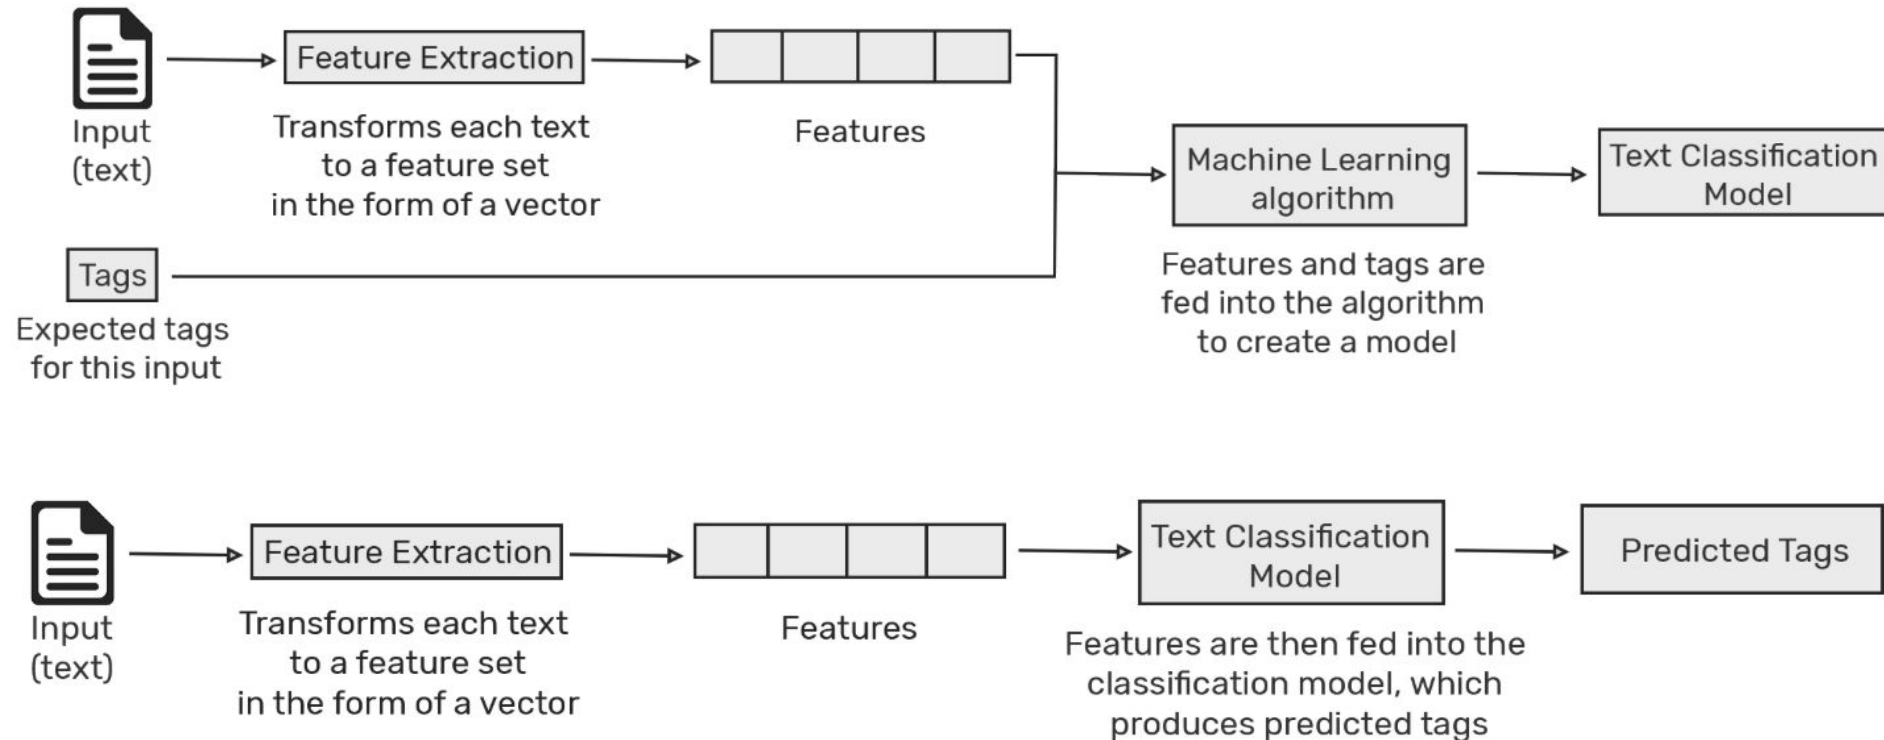 Input
(text)
Feature Extraction
Transforms each text
to a feature set
in the form of a vector
Features
Tags
Expected tags
for this input
Machine Learning
algorithm
Features and tags are
fed into the algorithm
to create a model
Text Classification
Model
Input
(text)
Feature Extraction
Transforms each text
to a feature set
in the form of a vector
Features
Text Classification
Model
Features are then fed into the
classification model, which
produces predicted tags
Predicted Tags